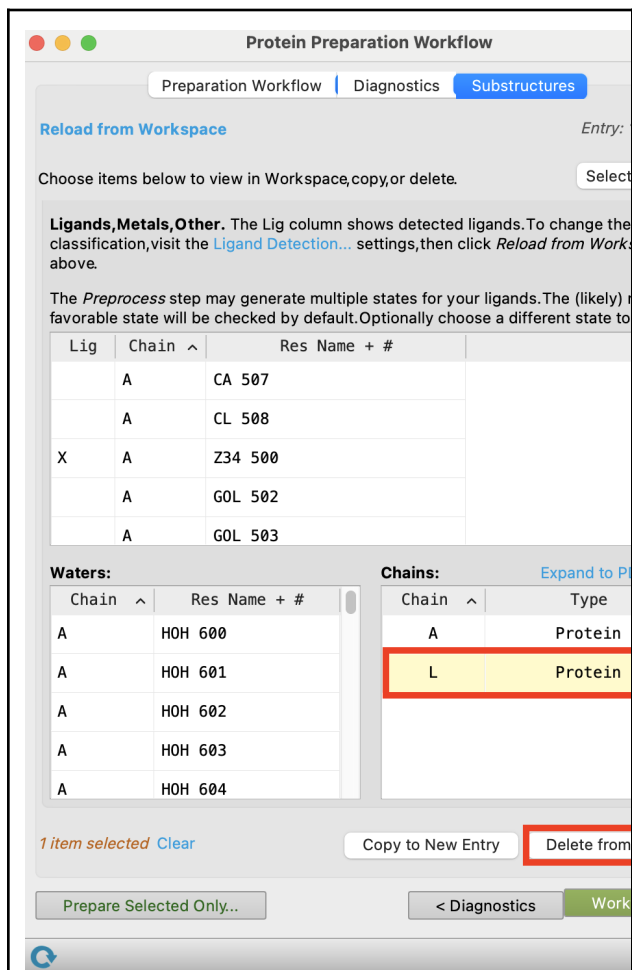 Protein Preparation Workflow
Preparation Workflow Diagnostics Substructures
Reload from Workspace Entry:
Choose items below to view in Workspace,copy,or delete. Select
Ligands,Metals,Other. The Lig column shows detected ligands.To change the
classification,visit the Ligand Detection... settings,then click Reload from Works
above.
The Preprocess step may generate multiple states for your ligands.The (likely)
favorable state will be checked by default.Optionally choose a different state to
Lig Chain Res Name + #
A CA 507
A CL 508
X A Z34 500
A GOL 502
A GOL 503
Waters: Chains: Expand to
Chain Res Name + # Chain Type
A HOH 600 A Protein
A HOH 601 L Protein
A HOH 602
A HOH 603
A HOH 604
1 item selected Clear Copy to New Entry Delete from
Prepare Selected Only... < Diagnostics Work